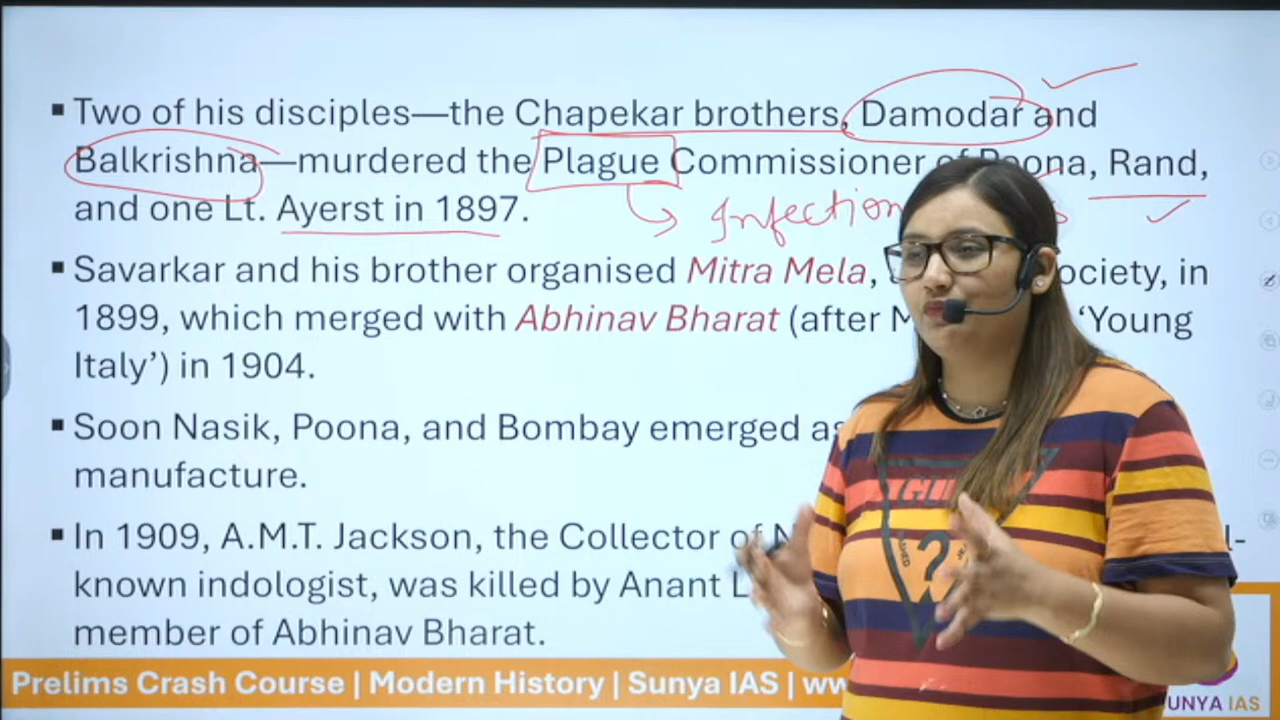 ▪ Two of his disciples—the Chapekar brothers, Damodar and
Balkrishna—murdered the Plague Commissioner of Poona, Rand,
and one Lt. Ayerst in 1897.
Infection
▪ Savarkar and his brother organised Mitra Mela, ociety, in
1899, which merged with Abhinav Bharat (after M ‘Young
Italy’) in 1904.
▪ Soon Nasik, Poona, and Bombay emerged as
manufacture.
▪ In 1909, A.M.T. Jackson, the Collector of N l-
known indologist, was killed by Anant L
member of Abhinav Bharat.
GU
?
Prelims Crash Course | Modern History | Sunya IAS | ww
UNYA IAS